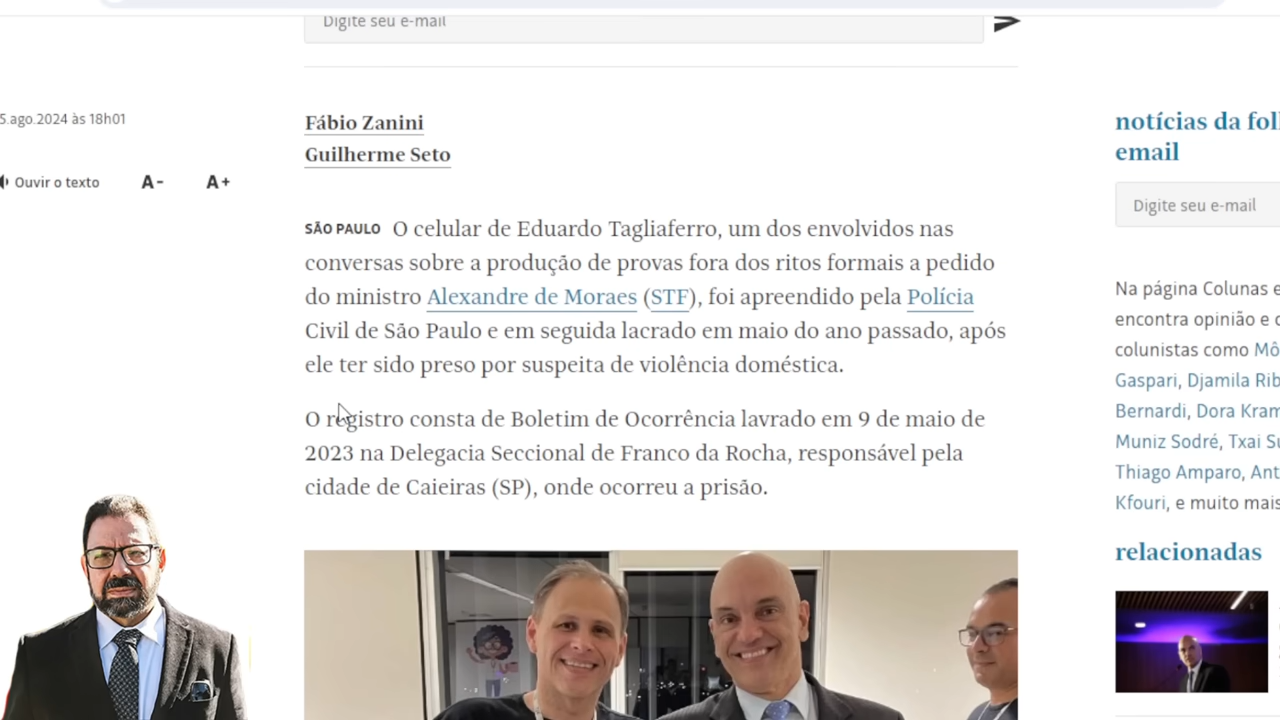 Digite seu e-mail
5.ago.2024 às 18h01
Ouvir o texto A- A+
Fábio Zanini
Guilherme Seto
SÃO PAULO O celular de Eduardo Tagliaferro, um dos envolvidos nas
conversas sobre a produção de provas fora dos ritos formais a pedido
do ministro Alexandre de Moraes (STF), foi apreendido pela Polícia
Civil de São Paulo e em seguida lacrado em maio do ano passado, após
ele ter sido preso por suspeita de violência doméstica.
O registro consta de Boletim de Ocorrência lavrado em 9 de maio de
2023 na Delegacia Seccional de Franco da Rocha, responsável pela
cidade de Caieiras (SP), onde ocorreu a prisão.
notícias da fol
email
Digite seu e-mail
Na página Colunas e
encontra opinião e c
colunistas como Mô
Gaspari, Djamila Rib
Bernardi, Dora Kram
Muniz Sodré, Txai Su
Thiago Amparo, Ant
Kfouri, e muito mais
relacionadas